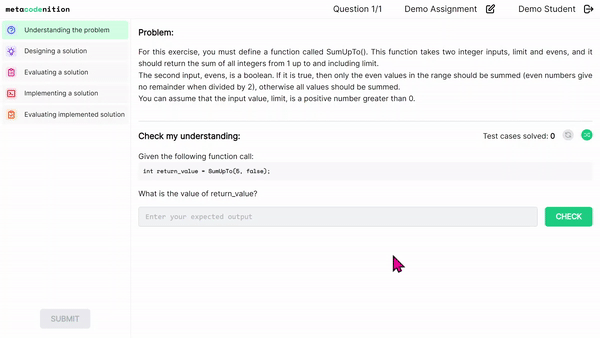 metacodenition
Question 1/1
Demo Assignment
Demo Student
Understanding the problem
Designing a solution
Evaluating a solution
Implementing a solution
Evaluating implemented solution
SUBMIT
Problem:
For this exercise, you must define a function called SumUpTo(). This function takes two integer inputs, limit and evens, and it
should return the sum of all integers from 1 up to and including limit.
The second input, evens, is a boolean. If it is true, then only the even values in the range should be summed (even numbers give
no remainder when divided by 2), otherwise all values should be summed.
You can assume that the input value, limit, is a positive number greater than 0.
Check my understanding:
Test cases solved: 0
Given the following function call:
int return_value = SumUpTo(5, false);
What is the value of return_value?
Enter your expected output
CHECK